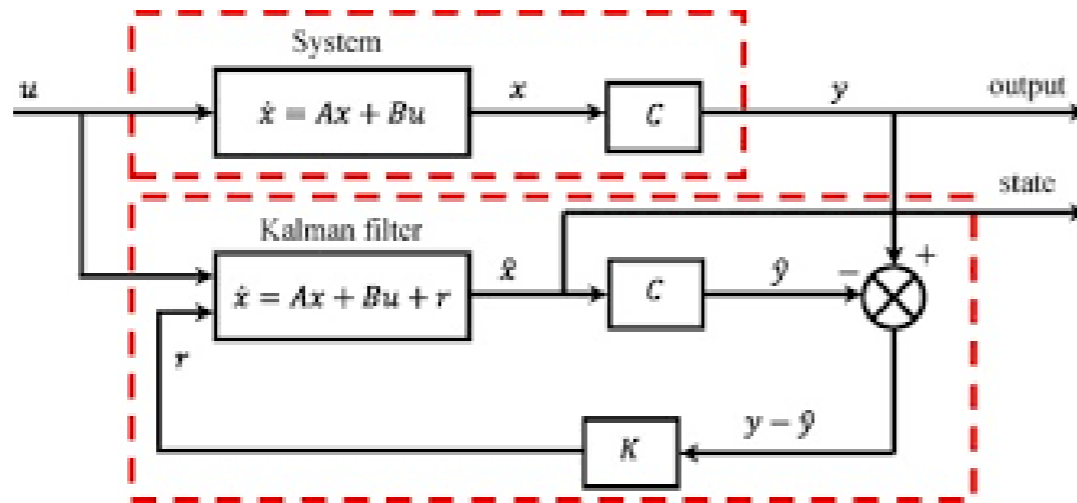 System
u
ẋ = Ax + Bu
x
C
y
output
state
Kalman filter
ẋ = Ax + Bu + r
x̂
C
ŷ
−
+
r
K
y − ŷ